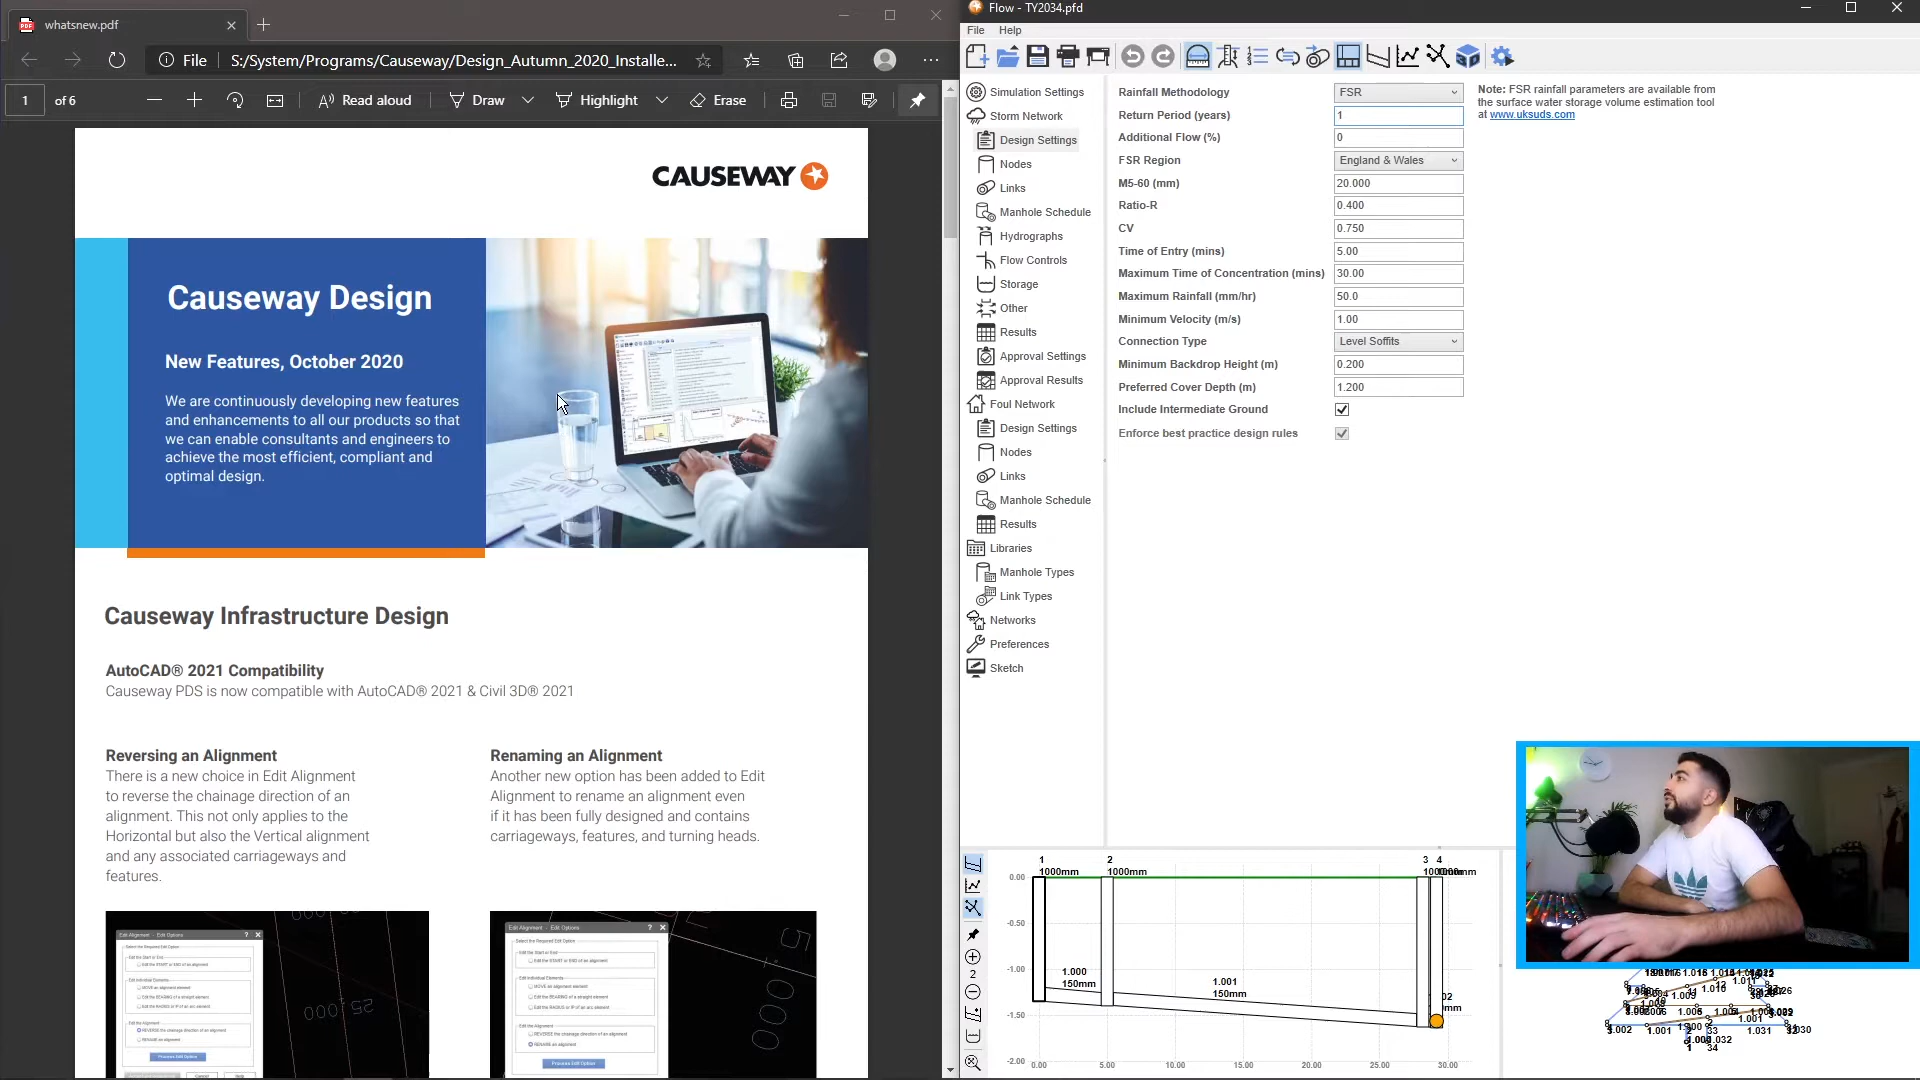 whatsnew.pdf
File
S:/System/Programs/Causeway/Design_Autumn_2020_Installe...
1 of 6
Read aloud
Draw
Highlight
Erase
CAUSEWAY
Causeway Design
New Features, October 2020
We are continuously developing new features
and enhancements to all our products so that
we can enable consultants and engineers to
achieve the most efficient, compliant and
optimal design.
Causeway Infrastructure Design
AutoCAD® 2021 Compatibility
Causeway PDS is now compatible with AutoCAD® 2021 & Civil 3D® 2021
Reversing an Alignment
There is a new choice in Edit Alignment
to reverse the chainage direction of an
alignment. This not only applies to the
Horizontal but also the Vertical alignment
and any associated carriageways and
features.
Renaming an Alignment
Another new option has been added to Edit
Alignment to rename an alignment even
if it has been fully designed and contains
carriageways, features, and turning heads.
Edit Alignment - Edit Options
Edit Alignment - Edit Options
Flow - TY2034.pfd
File Help
Simulation Settings
Storm Network
Design Settings
Nodes
Links
Manhole Schedule
Hydrographs
Flow Controls
Storage
Other
Results
Approval Settings
Approval Results
Foul Network
Design Settings
Nodes
Links
Manhole Schedule
Results
Libraries
Manhole Types
Link Types
Networks
Preferences
Sketch
Rainfall Methodology FSR
Return Period (years) 1
Additional Flow (%) 0
FSR Region England & Wales
M5-60 (mm) 20.000
Ratio-R 0.400
CV 0.750
Time of Entry (mins) 5.00
Maximum Time of Concentration (mins) 30.00
Maximum Rainfall (mm/hr) 50.0
Minimum Velocity (m/s) 1.00
Connection Type Level Soffits
Minimum Backdrop Height (m) 0.200
Preferred Cover Depth (m) 1.200
Include Intermediate Ground
Enforce best practice design rules
Note: FSR rainfall parameters are available from
the surface water storage volume estimation tool
at www.uksuds.com
1 2 3 4
1000mm 1000mm
0.00
-0.50
-1.00
-1.50
-2.00
1.000
150mm
1.001
150mm
2
0.00 5.00 10.00 15.00 20.00 25.00 30.00